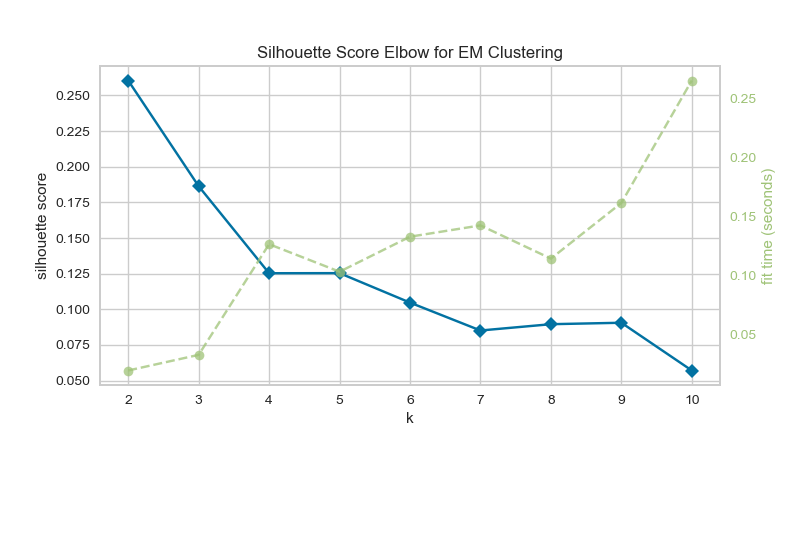 Silhouette Score Elbow for EM Clustering
0.250
0.225
0.200
0.175
0.150
0.125
0.100
0.075
0.050
silhouette score
0.25
0.20
0.15
0.10
0.05
fit time (seconds)
2 3 4 5 6 7 8 9 10
k